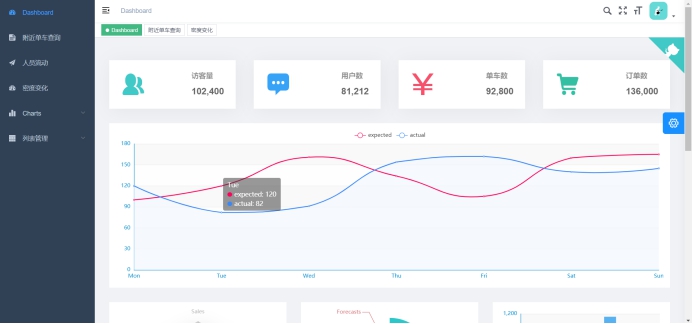 Dashboard
Dashboard
附近单车查询
人员流动
密度变化
Charts
列表管理
Dashboard
附近单车查询
密度变化
访客量
102,400
用户数
81,212
单车数
92,800
订单数
136,000
expected
actual
180
150
120
90
60
30
0
Tue
expected: 120
actual: 82
Mon
Tue
Wed
Thu
Fri
Sat
Sun
Sales
Forecasts
1,200